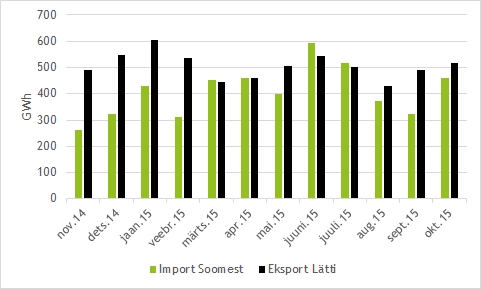 700
600
500
400
300
200
100
0
GWh
nov.14
dets.14
jaan.15
veebr.15
märts.15
apr.15
mai.15
juuni.15
juuli.15
aug.15
sept.15
okt.15
Import Soomest Eksport Lätti